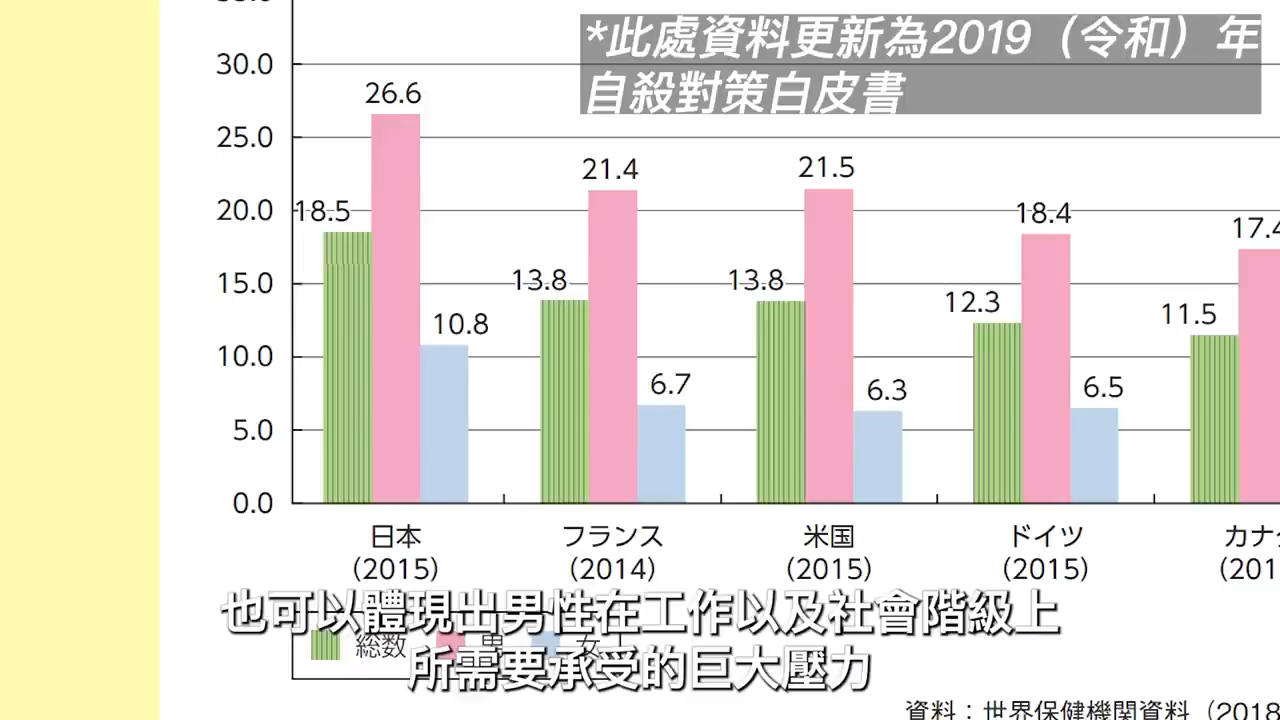 *此處資料更新為2019（令和）年
自殺對策白皮書
30.0
25.0
20.0
15.0
10.0
5.0
0.0
18.5
26.6
10.8
13.8
21.4
6.7
13.8
21.5
6.3
12.3
18.4
6.5
11.5
17.4
日本
(2015)
フランス
(2014)
米国
(2015)
ドイツ
(2015)
カナ
(201
也可以體現出男性在工作以及社會階級上
総数 男 女
所需要承受的巨大壓力
資料：世界保健機関資料（2018